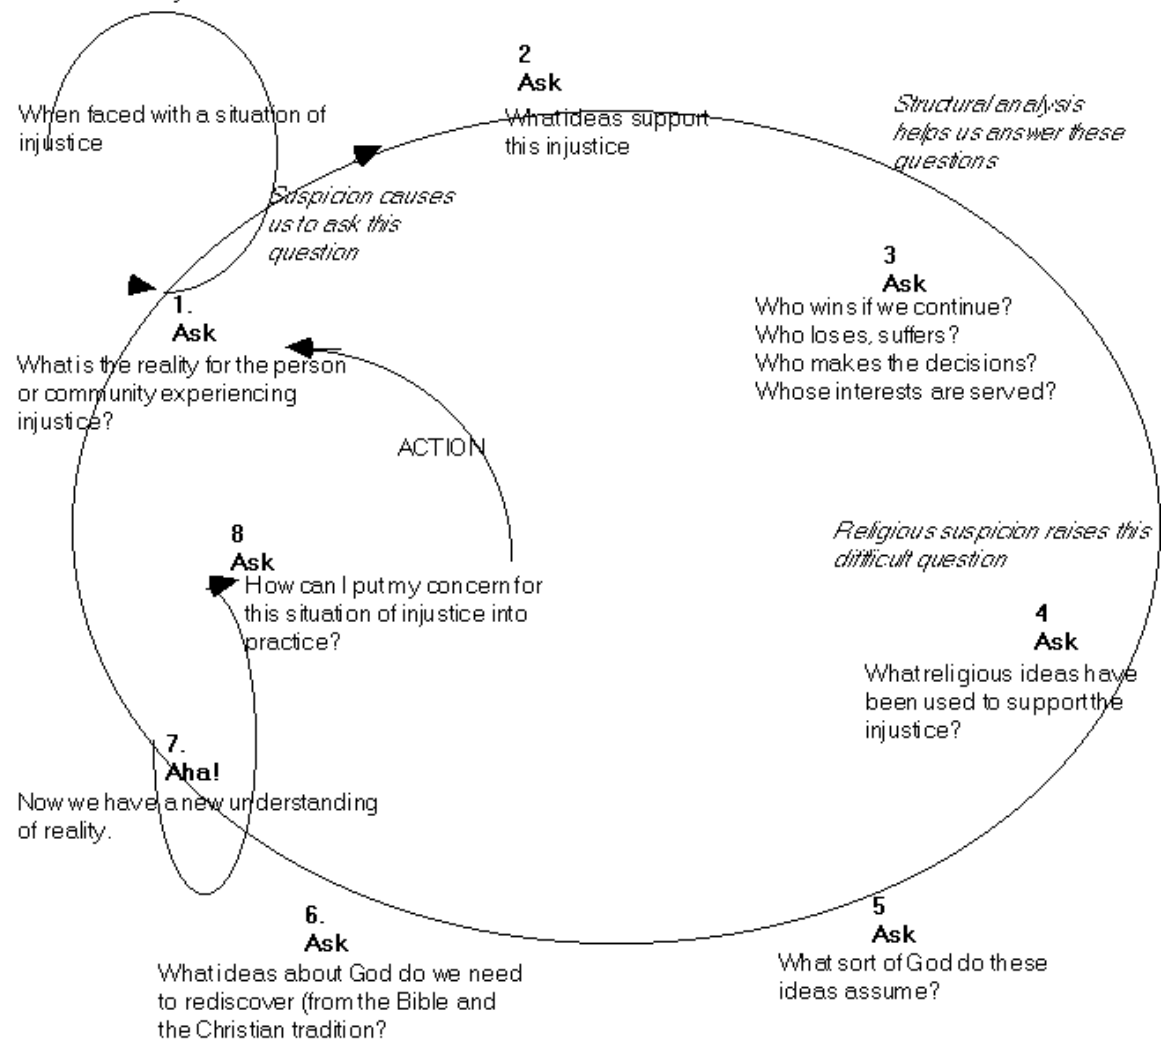 When faced with a situation of
injustice
2
Ask
What ideas support
this injustice
Structural analysis
helps us answer these
questions
Suspicion causes
us to ask this
question
3
Ask
Who wins if we continue?
Who loses, suffers?
Who makes the decisions?
Whose interests are served?
1.
Ask
What is the reality for the person
or community experiencing
injustice?
ACTION
Religious suspicion raises this
difficult question
4
Ask
What religious ideas have
been used to support the
injustice?
8
Ask
How can I put my concern for
this situation of injustice into
practice?
7.
Aha!
Now we have a new understanding
of reality.
6.
Ask
What ideas about God do we need
to rediscover (from the Bible and
the Christian tradition?
5
Ask
What sort of God do these
ideas assume?